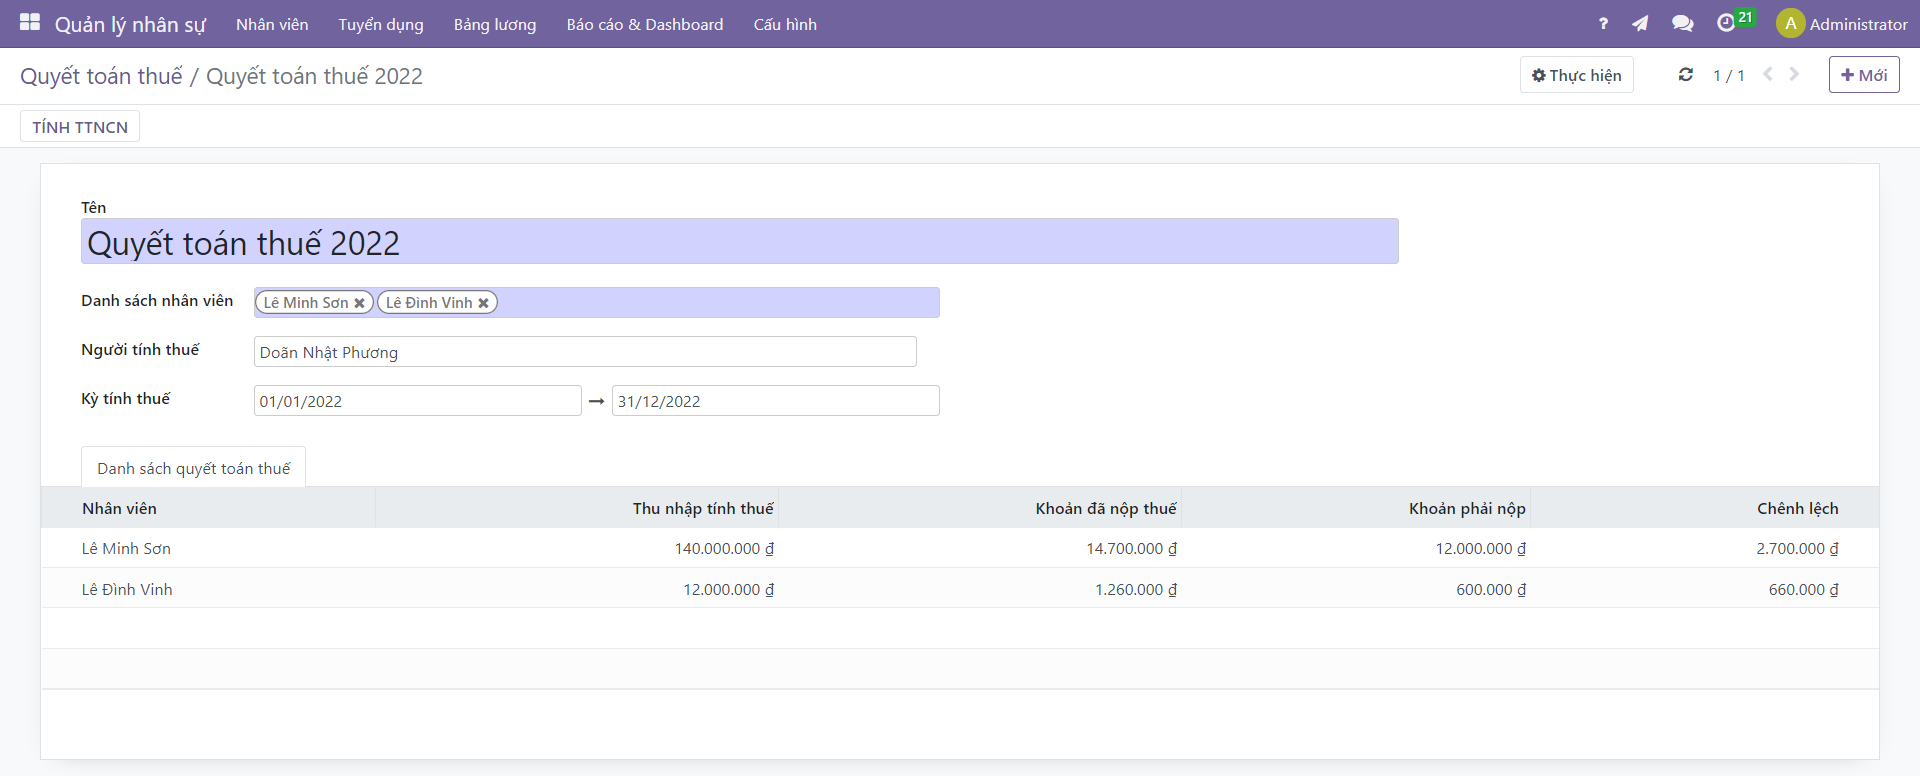 Quản lý nhân sự Nhân viên Tuyển dụng Bảng lương Báo cáo & Dashboard Cấu hình ? 21 A Administrator
Quyết toán thuế / Quyết toán thuế 2022 Thực hiện 1 / 1 Mới
TÍNH TTNCN
Tên
Quyết toán thuế 2022
Danh sách nhân viên Lê Minh Sơn Lê Đình Vinh
Người tính thuế Doãn Nhật Phương
Kỳ tính thuế 01/01/2022 → 31/12/2022
Danh sách quyết toán thuế
Nhân viên Thu nhập tính thuế Khoản đã nộp thuế Khoản phải nộp Chênh lệch
Lê Minh Sơn 140.000.000 ₫ 14.700.000 ₫ 12.000.000 ₫ 2.700.000 ₫
Lê Đình Vinh 12.000.000 ₫ 1.260.000 ₫ 600.000 ₫ 660.000 ₫